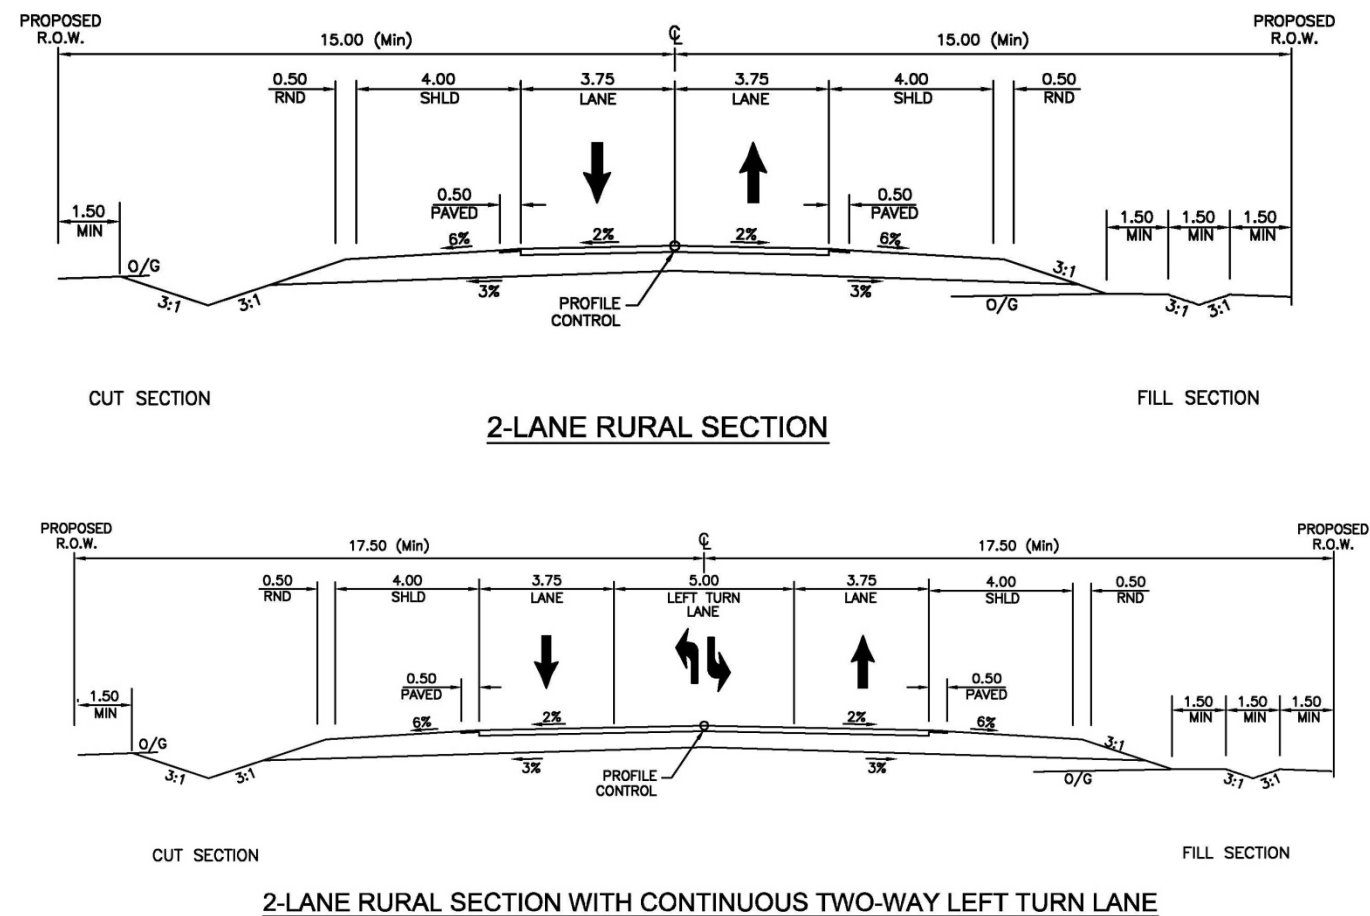 PROPOSED
R.O.W.
15.00 (Min)
℄
15.00 (Min)
PROPOSED
R.O.W.
0.50
RND
4.00
SHLD
3.75
LANE
3.75
LANE
4.00
SHLD
0.50
RND
1.50
MIN
0.50
PAVED
0.50
PAVED
1.50
MIN
1.50
MIN
1.50
MIN
6%
2%
2%
6%
O/G
3:1
3:1
3%
PROFILE
CONTROL
3%
3:1
O/G
3:1
3:1
CUT SECTION
FILL SECTION
2-LANE RURAL SECTION
PROPOSED
R.O.W.
17.50 (Min)
℄
17.50 (Min)
PROPOSED
R.O.W.
0.50
RND
4.00
SHLD
3.75
LANE
5.00
LEFT TURN
LANE
3.75
LANE
4.00
SHLD
0.50
RND
1.50
MIN
0.50
PAVED
0.50
PAVED
1.50
MIN
1.50
MIN
1.50
MIN
6%
2%
2%
6%
O/G
3:1
3:1
3%
PROFILE
CONTROL
3%
3:1
O/G
3:1
3:1
CUT SECTION
FILL SECTION
2-LANE RURAL SECTION WITH CONTINUOUS TWO-WAY LEFT TURN LANE